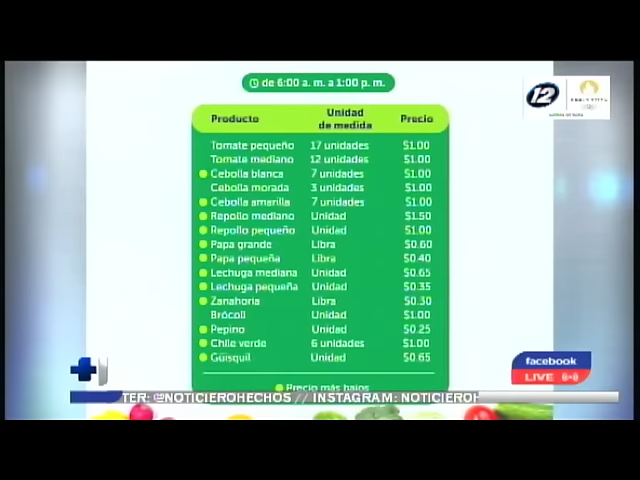 de 6:00 a. m. a 1:00 p. m.
12
Producto Unidad de medida Precio
Tomate pequeño 17 unidades $1.00
Tomate mediano 12 unidades $1.00
Cebolla blanca 7 unidades $1.00
Cebolla morada 3 unidades $1.00
Cebolla amarilla 7 unidades $1.00
Repollo mediano Unidad $1.50
Repollo pequeño Unidad $1.00
Papa grande Libra $0.60
Papa pequeña Libra $0.40
Lechuga mediana Unidad $0.65
Lechuga pequeña Unidad $0.35
Zanahoria Libra $0.30
Brócoli Unidad $1.00
Pepino Unidad $0.25
Chile verde 6 unidades $1.00
Güisquil Unidad $0.65
Precio más bajos
facebook
LIVE
TER: @NOTICIEROHECHOS // INSTAGRAM: NOTICIEROH